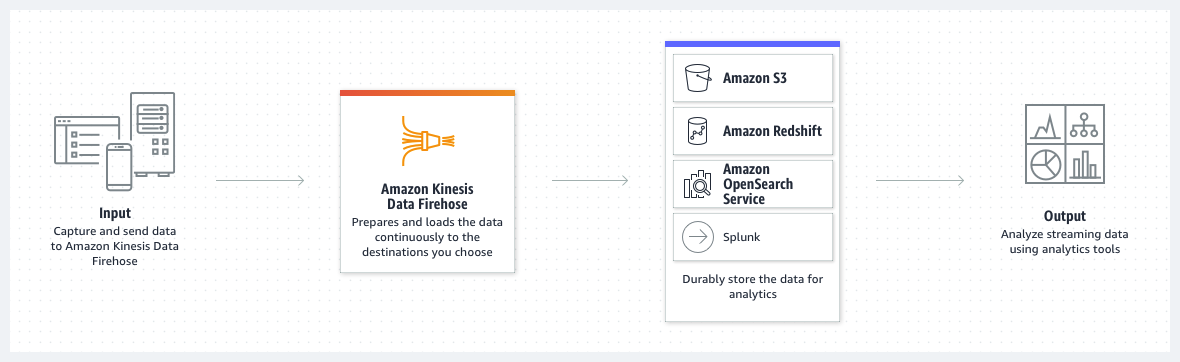 Input
Capture and send data
to Amazon Kinesis Data
Firehose
Amazon Kinesis
Data Firehose
Prepares and loads the data
continuously to the
destinations you choose
Amazon S3
Amazon Redshift
Amazon
OpenSearch
Service
Splunk
Durably store the data for
analytics
Output
Analyze streaming data
using analytics tools